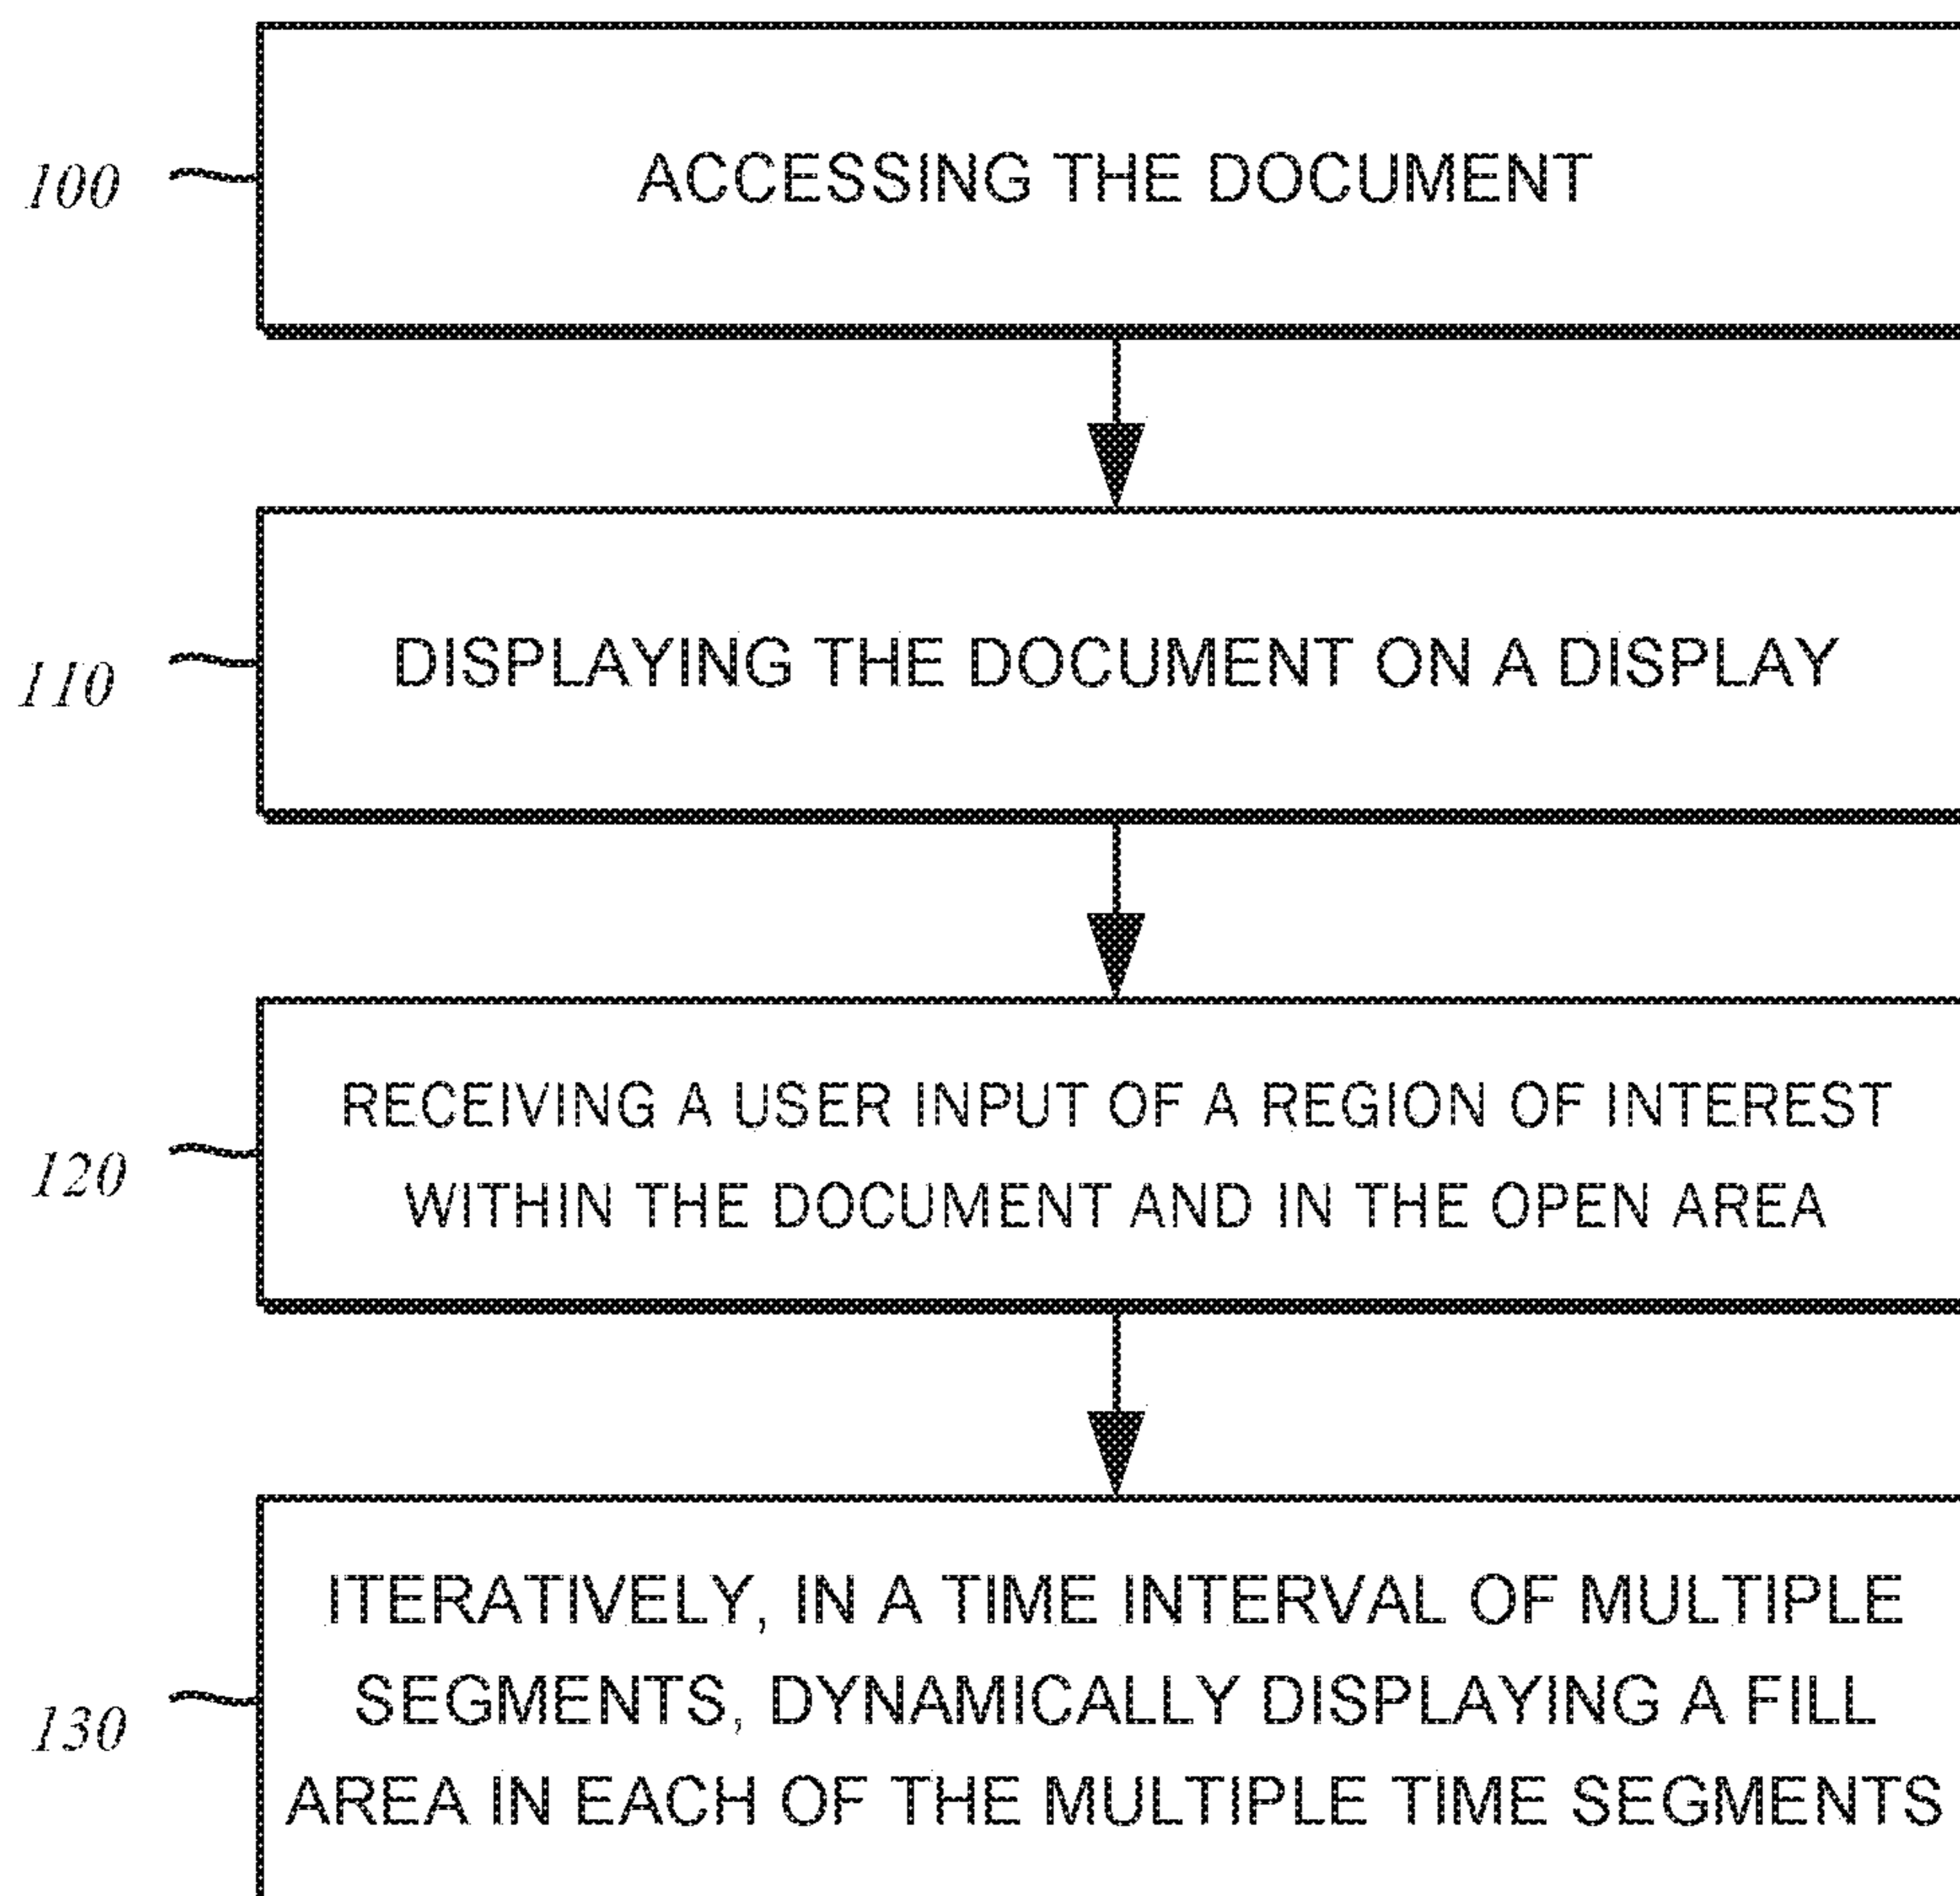 100
ACCESSING THE DOCUMENT
110
DISPLAYING THE DOCUMENT ON A DISPLAY
120
RECEIVING A USER INPUT OF A REGION OF INTEREST
WITHIN THE DOCUMENT AND IN THE OPEN AREA
130
ITERATIVELY, IN A TIME INTERVAL OF MULTIPLE
SEGMENTS, DYNAMICALLY DISPLAYING A FILL
AREA IN EACH OF THE MULTIPLE TIME SEGMENTS